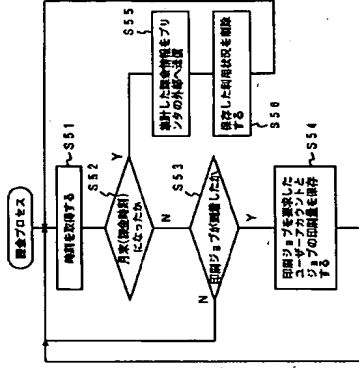 課金プロセス
時刻を取得する
S51
月末(課金時刻)
になったか
S52
Y
N
集計した課金情報をプリ
ンタの外部へ送信
S55
保存した利用状況を削除
する
S56
印刷ジョブが到着したか
S53
N
Y
印刷ジョブを要求した
ユーザーアカウントと
ジョブの印刷量を保存
する
S54